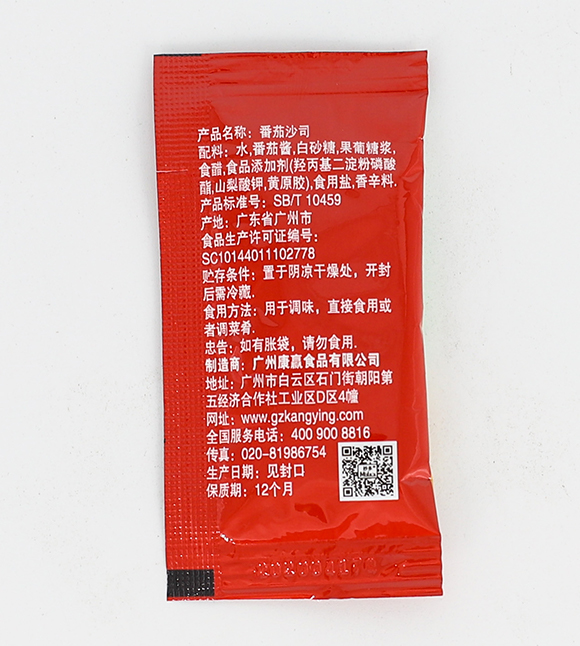 产品名称：番茄沙司
配料：水,番茄酱,白砂糖,果葡糖浆,
食醋,食品添加剂(羟丙基二淀粉磷酸
酯,山梨酸钾,黄原胶),食用盐,香辛料.
产品标准号：SB/T 10459
产地：广东省广州市
食品生产许可证编号：
SC10144011102778
贮存条件：置于阴凉干燥处，开封
后需冷藏.
食用方法：用于调味，直接食用或
者调菜肴.
忠告：如有胀袋，请勿食用.
制造商：广州康赢食品有限公司
地址：广州市白云区石门街朝阳第
五经济合作社工业区D区4幢
网址：www.gzkangying.com
全国服务电话：400 900 8816
传真：020-81986754
生产日期：见封口
保质期：12个月